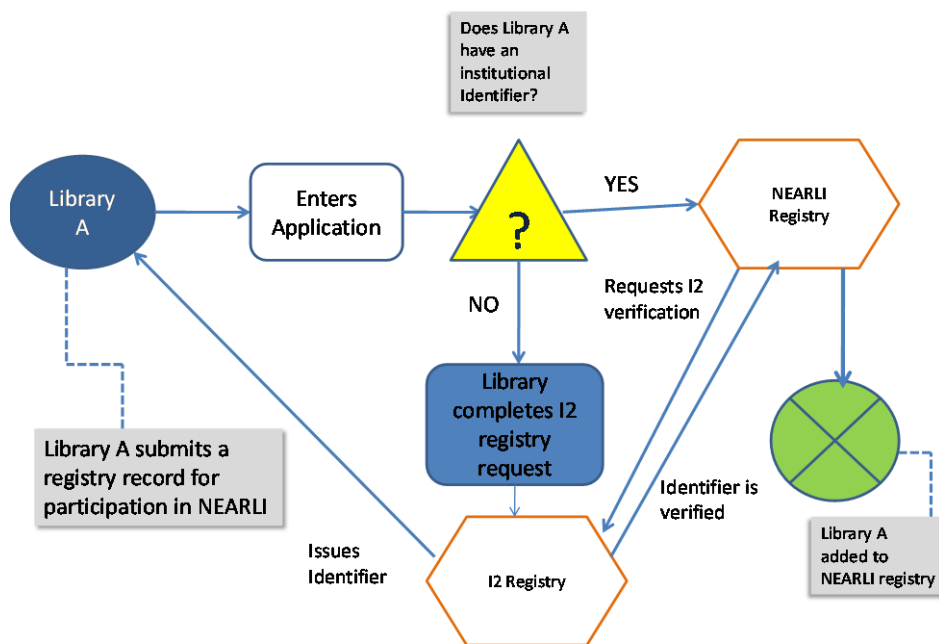 Does Library A
have an
institutional
Identifier?
Library
A
Enters
Application
?
YES
NEARLI
Registry
NO
Requests I2
verification
Library
completes I2
registry
request
Library A submits a
registry record for
participation in NEARLI
Identifier is
verified
Issues
Identifier
I2 Registry
Library A
added to
NEARLI registry